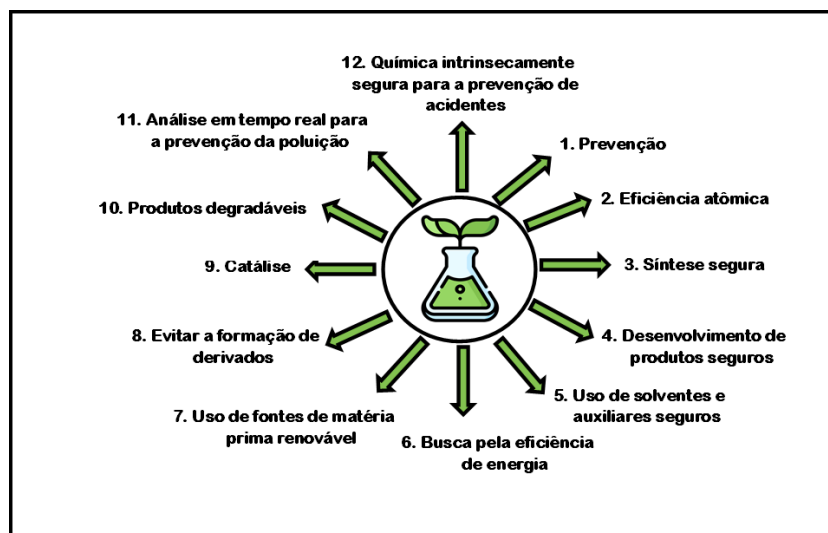 12. Química intrinsecamente
segura para a prevenção de
acidentes
1. Prevenção
2. Eficiência atômica
3. Síntese segura
4. Desenvolvimento de
produtos seguros
5. Uso de solventes e
auxiliares seguros
6. Busca pela eficiência
de energia
7. Uso de fontes de matéria
prima renovável
8. Evitar a formação de
derivados
9. Catálise
10. Produtos degradáveis
11. Análise em tempo real para
a prevenção da poluição